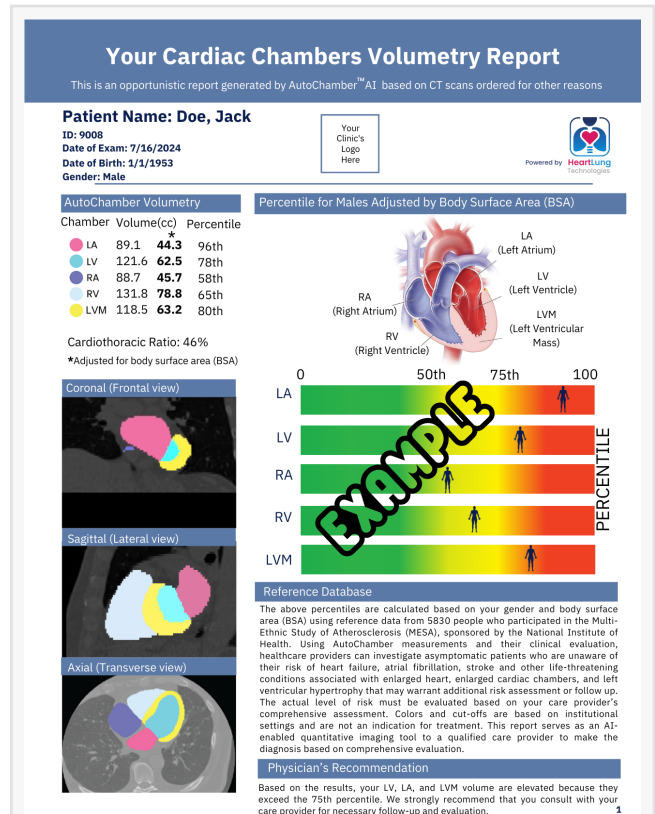 Your Cardiac Chambers Volumetry Report
This is an opportunistic report generated by AutoChamber™AI based on CT scans ordered for other reasons
Patient Name: Doe, Jack
ID: 9008
Date of Exam: 7/16/2024
Date of Birth: 1/1/1953
Gender: Male
Your
Clinic's
Logo
Here
Powered by HeartLung
Technologies
AutoChamber Volumetry
Chamber Volume(cc) Percentile
*
LA 89.1 44.3 96th
LV 121.6 62.5 78th
RA 88.7 45.7 58th
RV 131.8 78.8 65th
LVM 118.5 63.2 80th
Cardiothoracic Ratio: 46%
*Adjusted for body surface area (BSA)
Coronal (Frontal view)
Sagittal (Lateral view)
Axial (Transverse view)
Percentile for Males Adjusted by Body Surface Area (BSA)
LA
(Left Atrium)
LV
(Left Ventricle)
LVM
(Left Ventricular
Mass)
RA
(Right Atrium)
RV
(Right Ventricle)
0 50th 75th 100
LA
LV
RA
RV
LVM
PERCENTILE
EXAMPLE
Reference Database
The above percentiles are calculated based on your gender and body surface
area (BSA) using reference data from 5830 people who participated in the Multi-
Ethnic Study of Atherosclerosis (MESA), sponsored by the National Institute of
Health. Using AutoChamber measurements and their clinical evaluation,
healthcare providers can investigate asymptomatic patients who are unaware of
their risk of heart failure, atrial fibrillation, stroke and other life-threatening
conditions associated with enlarged heart, enlarged cardiac chambers, and left
ventricular hypertrophy that may warrant additional risk assessment or follow up.
The actual level of risk must be evaluated based on your care provider's
comprehensive assessment. Colors and cut-offs are based on institutional
settings and are not an indication for treatment. This report serves as an AI-
enabled quantitative imaging tool to a qualified care provider to make the
diagnosis based on comprehensive evaluation.
Physician's Recommendation
Based on the results, your LV, LA, and LVM volume are elevated because they
exceed the 75th percentile. We strongly recommend that you consult with your
care provider for necessary follow-up and evaluation.
1